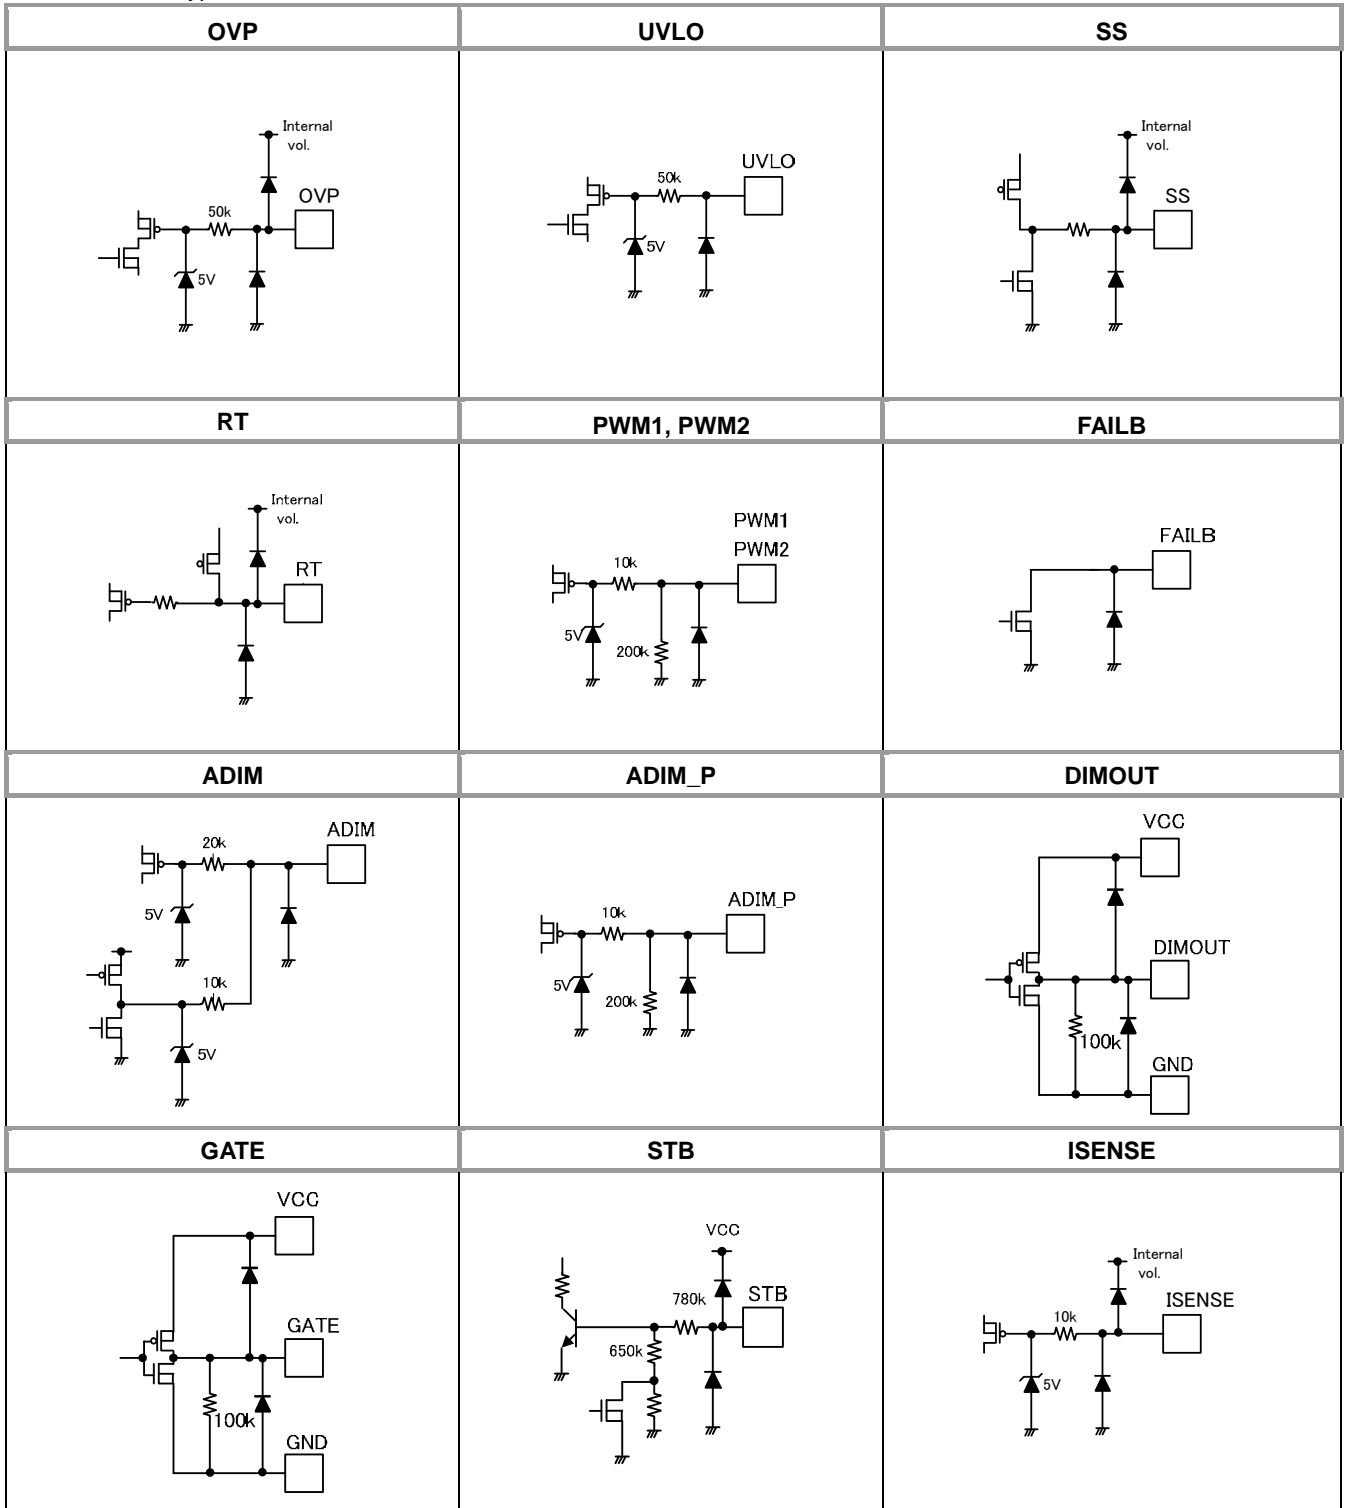 OVP
UVLO
SS
Internal
vol.
OVP
50k
5V
UVLO
50k
5V
Internal
vol.
SS
RT
PWM1, PWM2
FAILB
Internal
vol.
RT
PWM1
PWM2
10k
5V
200k
FAILB
ADIM
ADIM_P
DIMOUT
ADIM
20k
5V
10k
5V
ADIM_P
10k
5V
200k
VCC
DIMOUT
100k
GND
GATE
STB
ISENSE
VCC
GATE
100k
GND
VCC
STB
780k
650k
Internal
vol.
ISENSE
10k
5V